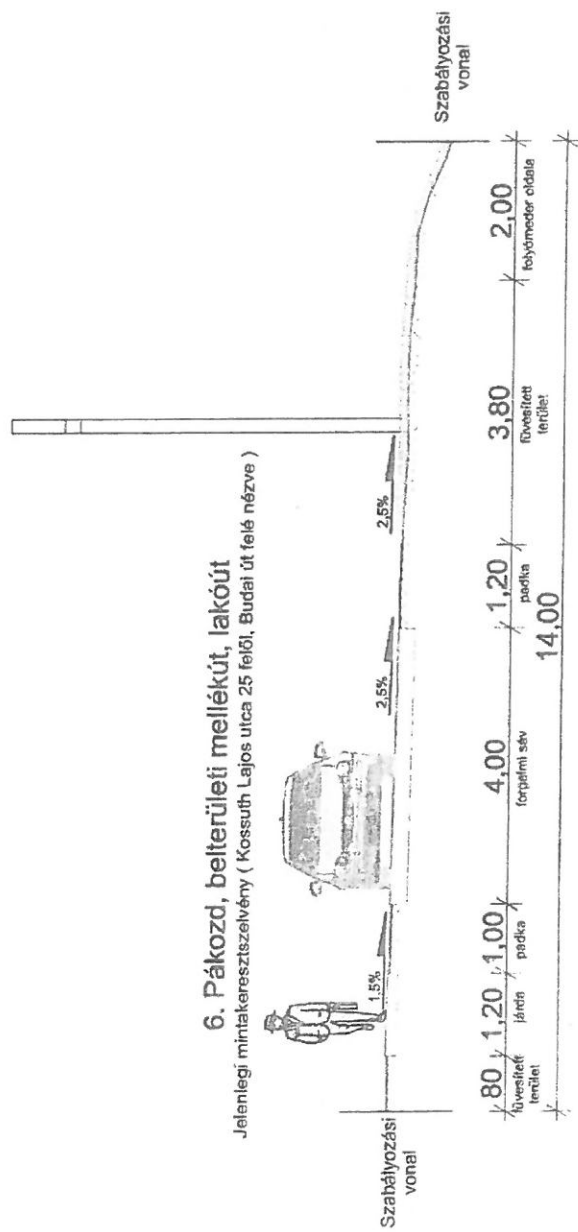 6. Pákozd, belterületi mellékút, lakóút
Jelenlegi mintakeresztszelvény ( Kossuth Lajos utca 25 felől, Budai út felé nézve )
Szabályozási
vonal
1,5%
2,5%
2,5%
Szabályozási
vonal
80
füvesített
terület
1,20
járda
1,00
padka
4,00
forgalmi sáv
1,20
padka
3,80
füvesített
terület
2,00
folyómeder oldala
14,00